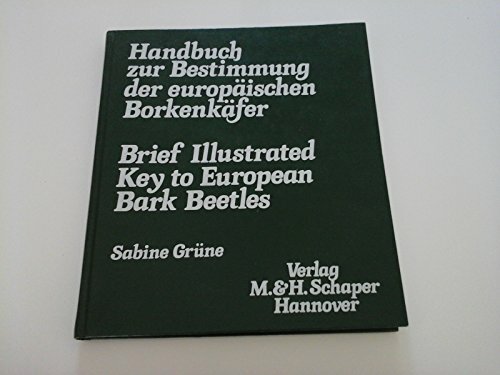 Handbuch
zur Bestimmung
der europäischen
Borkenkäfer
Brief Illustrated
Key to European
Bark Beetles
Sabine Grüne
Verlag
M.&H. Schaper
Hannover